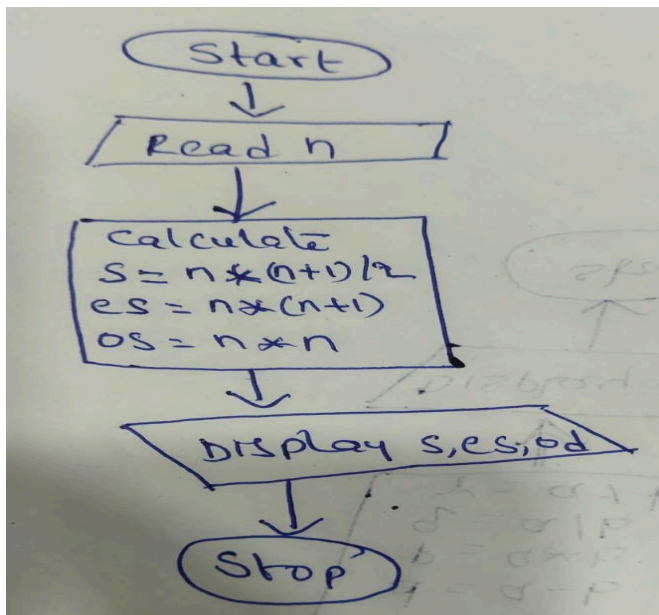 Start
Read n
Calculate
S = n*(n+1)/2
es = n*(n+1)
os = n*n
Display s,es,od
Stop